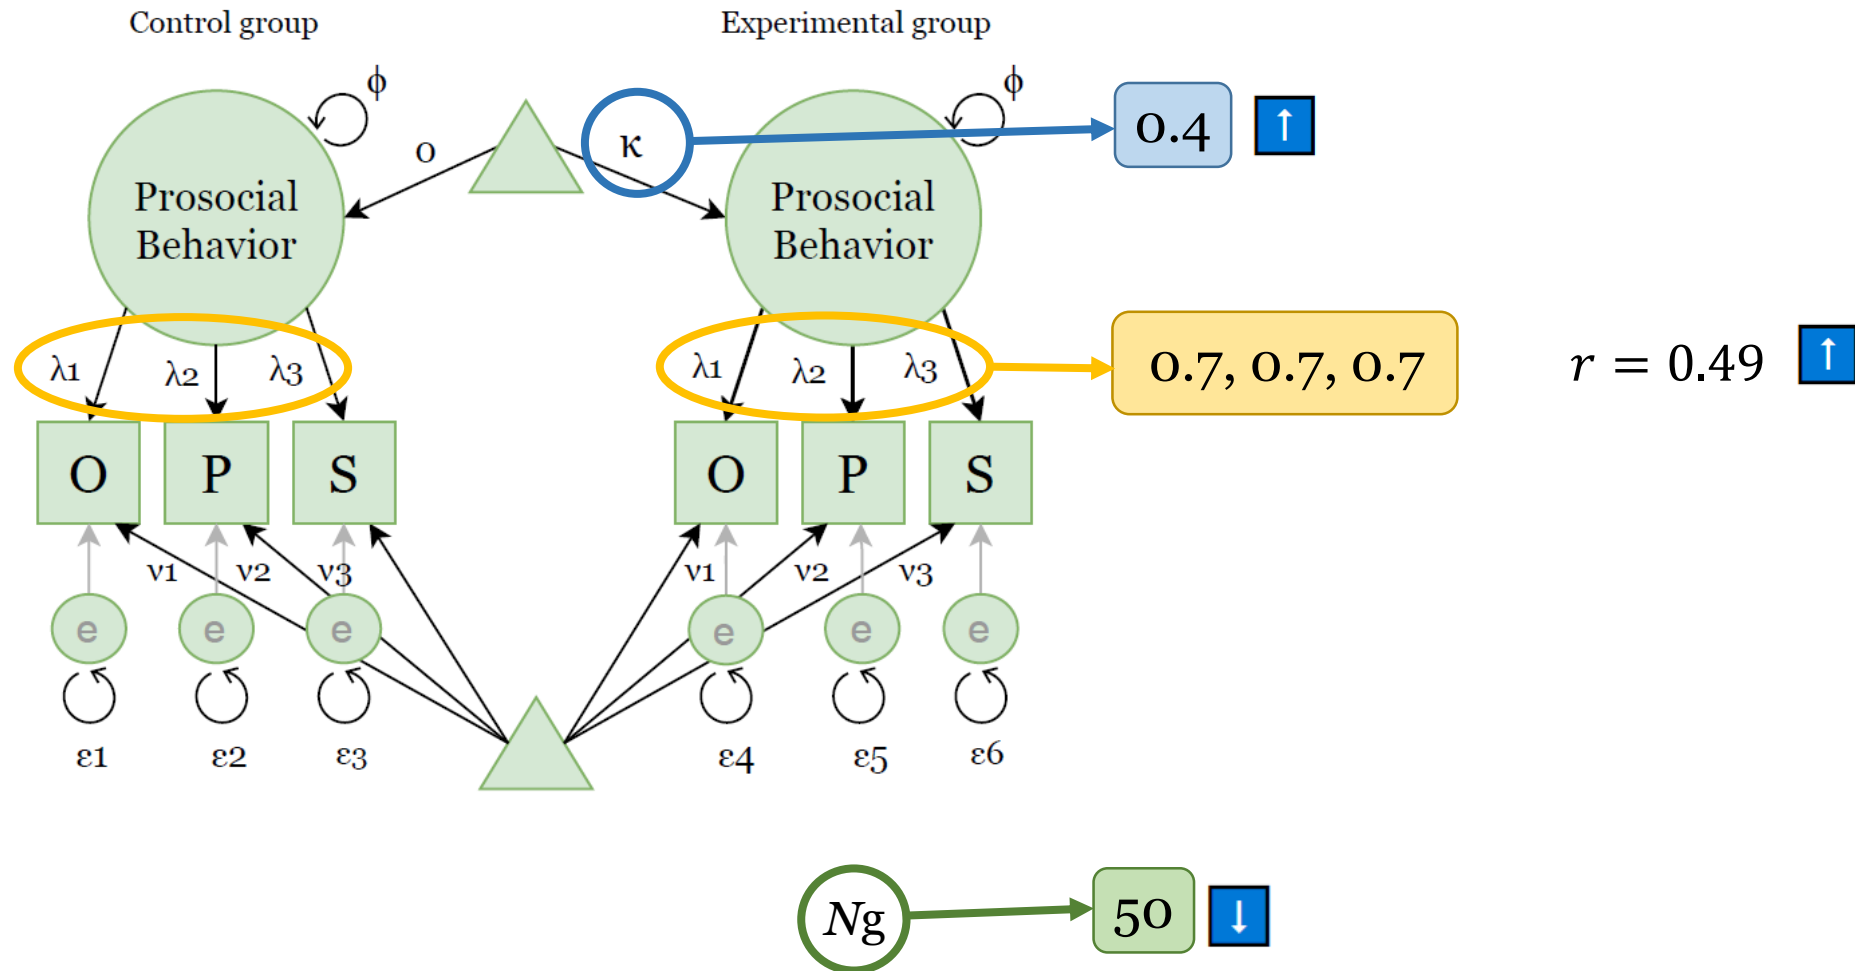 Control group
Experimental group
ϕ
ϕ
0
κ
0.4 ↑
Prosocial
Behavior
Prosocial
Behavior
λ1 λ2 λ3
λ1 λ2 λ3
0.7, 0.7, 0.7
r = 0.49 ↑
O P S
O P S
ν1 ν2 ν3
ν1 ν2 ν3
e e e
e e e
ε1 ε2 ε3
ε4 ε5 ε6
Ng
50 ↓